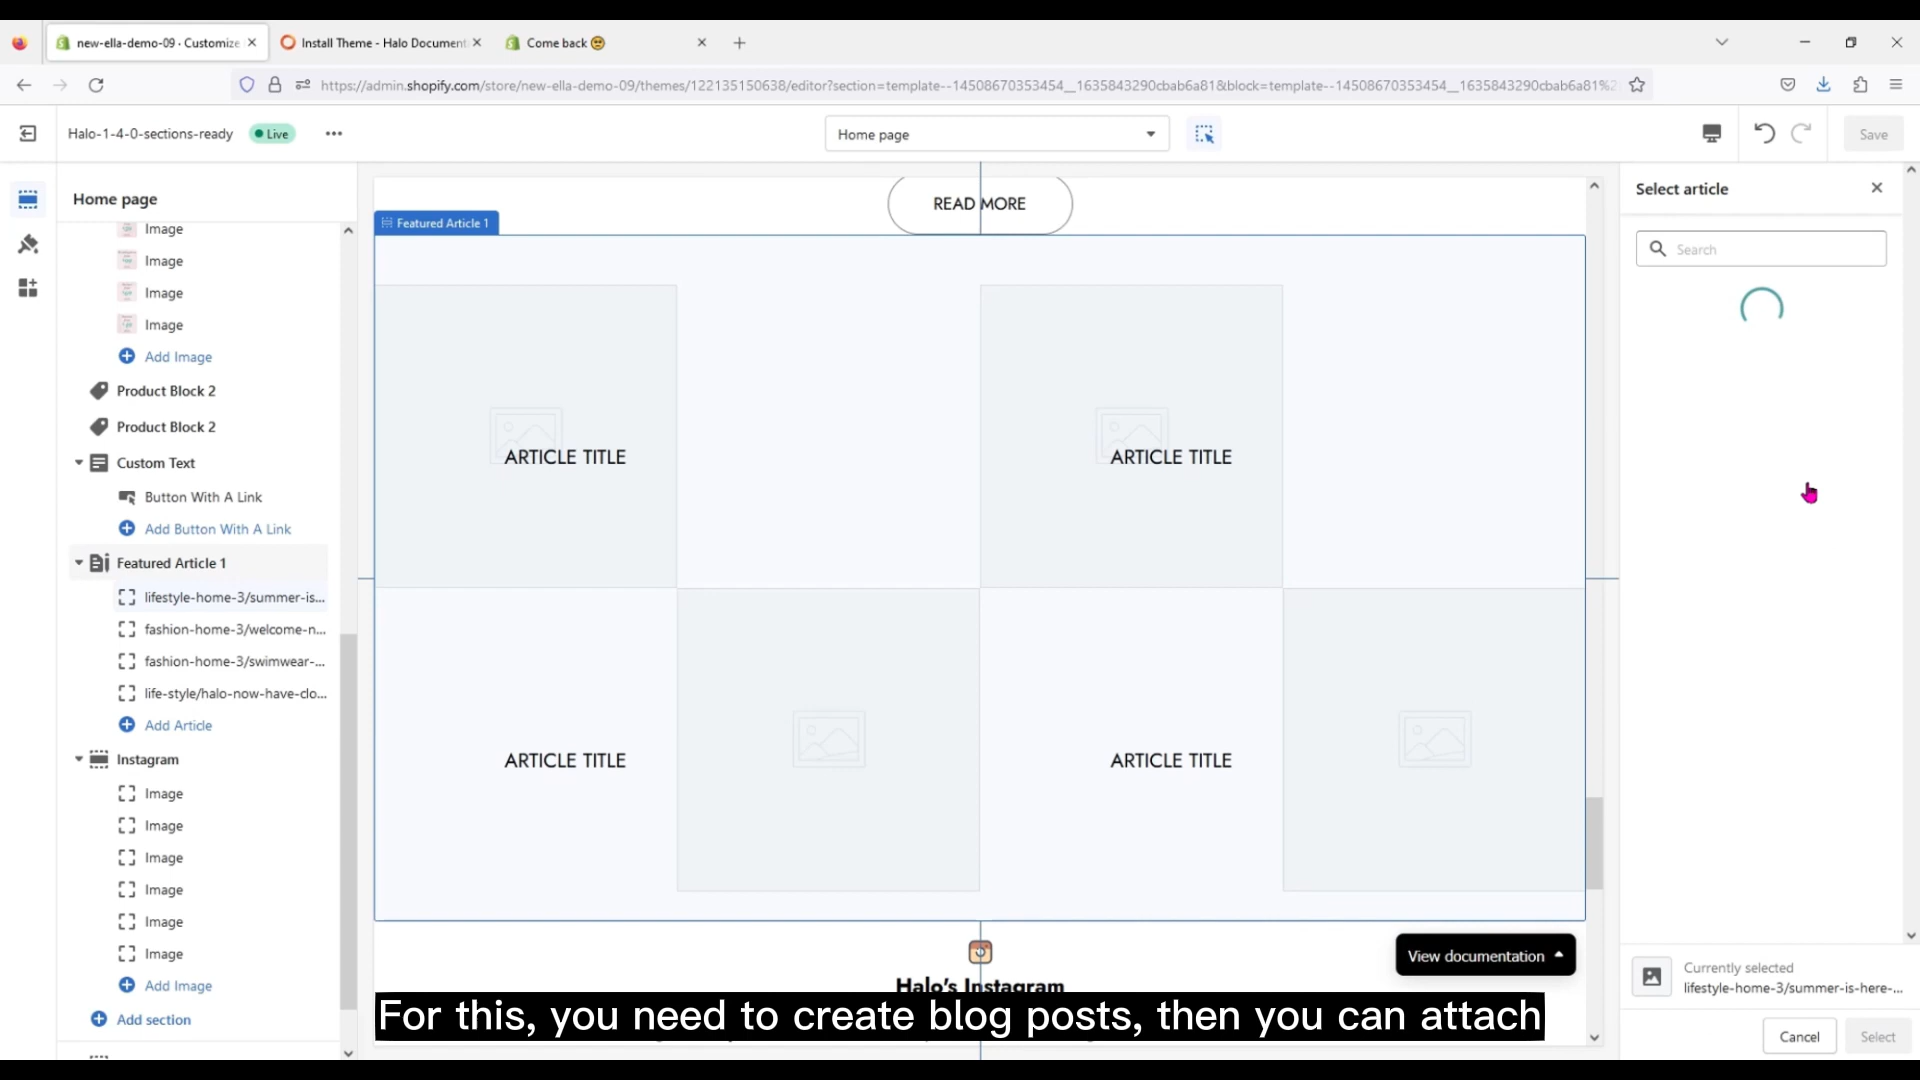 new-ella-demo-09 · Customize
Install Theme - Halo Document
Come back
https://admin.shopify.com/store/new-ella-demo-09/themes/122135150638/editor?section=template--14508670353454__1635843290cbab6a81&block=template--14508670353454__1635843290cbab6a81%2
Halo-1-4-0-sections-ready
Live
Home page
Save
Home page
Image
Image
Image
Image
Add Image
Product Block 2
Product Block 2
Custom Text
Button With A Link
Add Button With A Link
Featured Article 1
lifestyle-home-3/summer-is...
fashion-home-3/welcome-n...
fashion-home-3/swimwear-...
life-style/halo-now-have-clo...
Add Article
Instagram
Image
Image
Image
Image
Image
Image
Add Image
Add section
READ MORE
Featured Article 1
ARTICLE TITLE
ARTICLE TITLE
ARTICLE TITLE
ARTICLE TITLE
Halo's Instagram
View documentation
For this, you need to create blog posts, then you can attach
Select article
Search
Currently selected
lifestyle-home-3/summer-is-here-...
Cancel
Select